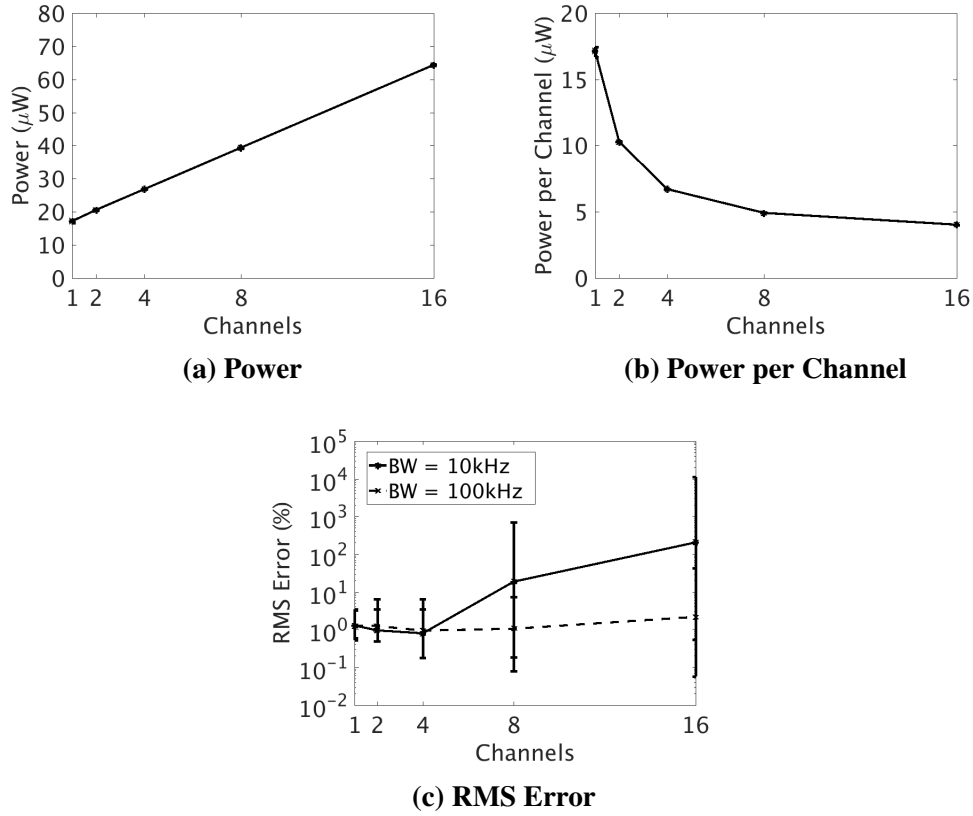 80
70
60
50
40
30
20
10
0
Power (μW)
1 2 4 8 16
Channels
(a) Power
20
15
10
5
0
Power per Channel (μW)
1 2 4 8 16
Channels
(b) Power per Channel
10^5
10^4
10^3
10^2
10^1
10^0
10^-1
10^-2
RMS Error (%)
BW = 10kHz
BW = 100kHz
1 2 4 8 16
Channels
(c) RMS Error